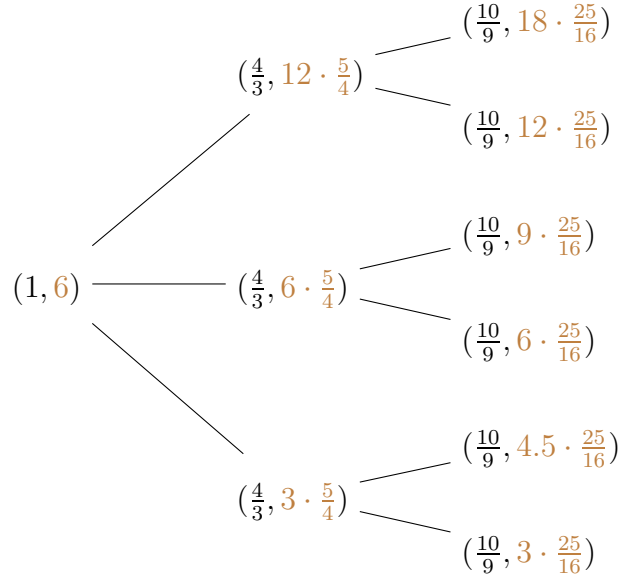 (1, 6)
(4/3, 12 · 5/4)
(4/3, 6 · 5/4)
(4/3, 3 · 5/4)
(10/9, 18 · 25/16)
(10/9, 12 · 25/16)
(10/9, 9 · 25/16)
(10/9, 6 · 25/16)
(10/9, 4.5 · 25/16)
(10/9, 3 · 25/16)